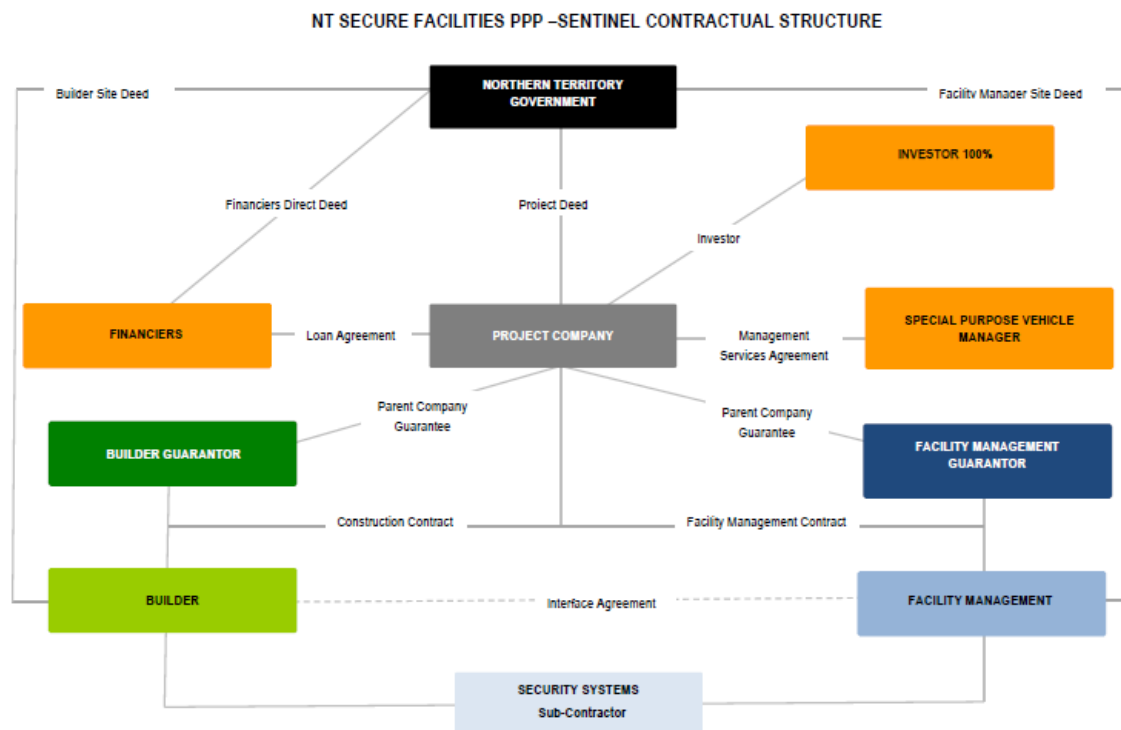 NT SECURE FACILITIES PPP –SENTINEL CONTRACTUAL STRUCTURE
NORTHERN TERRITORY
GOVERNMENT
Builder Site Deed
Facility Manager Site Deed
INVESTOR 100%
Financiers Direct Deed
Project Deed
Investor
FINANCIERS
Loan Agreement
PROJECT COMPANY
Management
Services Agreement
SPECIAL PURPOSE VEHICLE
MANAGER
Parent Company
Guarantee
Parent Company
Guarantee
BUILDER GUARANTOR
FACILITY MANAGEMENT
GUARANTOR
Construction Contract
Facility Management Contract
BUILDER
Interface Agreement
FACILITY MANAGEMENT
SECURITY SYSTEMS
Sub-Contractor